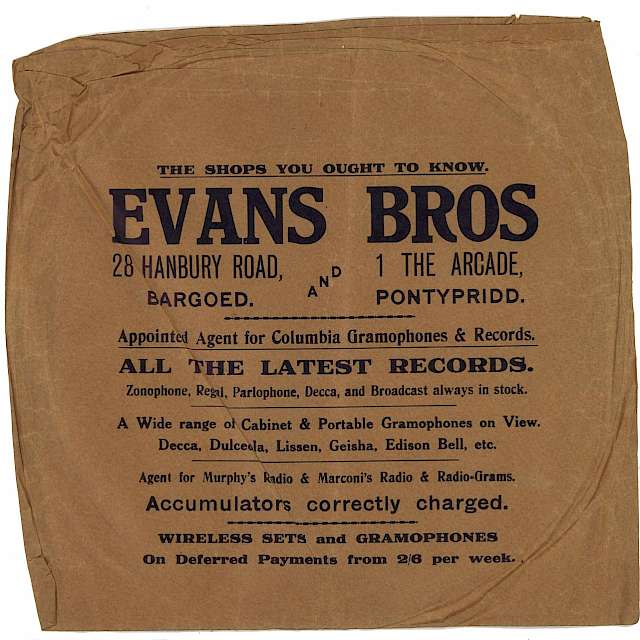 THE SHOPS YOU OUGHT TO KNOW.
EVANS BROS
28 HANBURY ROAD, AND 1 THE ARCADE,
BARGOED. PONTYPRIDD.
Appointed Agent for Columbia Gramophones & Records.
ALL THE LATEST RECORDS.
Zonophone, Regal, Parlophone, Decca, and Broadcast always in stock.
A Wide range of Cabinet & Portable Gramophones on View.
Decca, Dulceola, Lissen, Geisha, Edison Bell, etc.
Agent for Murphy's Radio & Marconi's Radio & Radio-Grams.
Accumulators correctly charged.
WIRELESS SETS and GRAMOPHONES
On Deferred Payments from 2/6 per week.